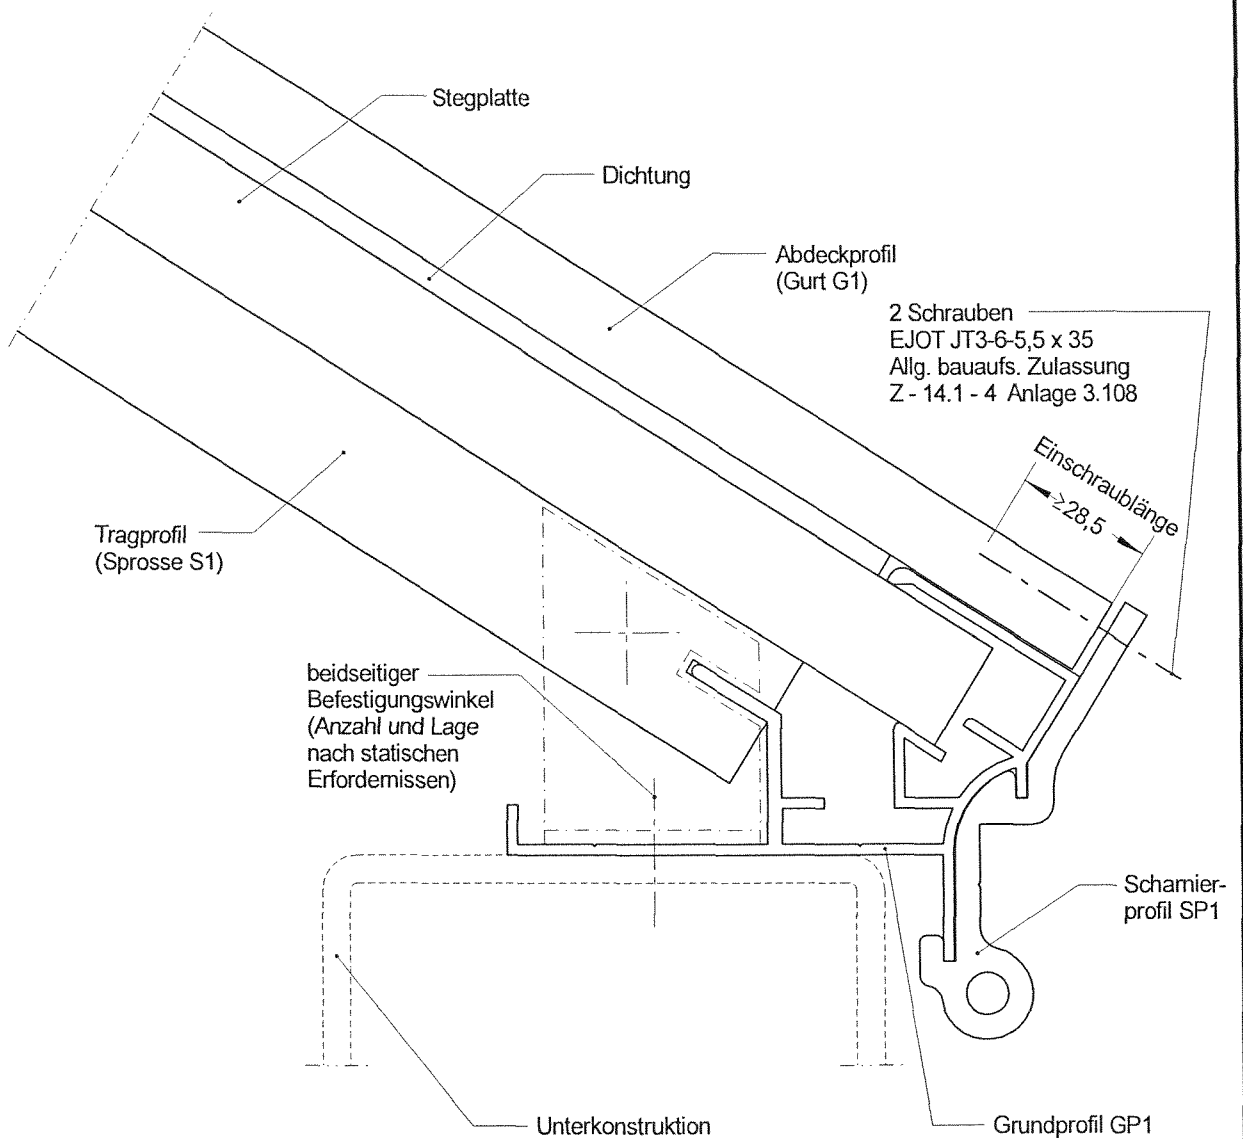 Stegplatte
Dichtung
Abdeckprofil
(Gurt G1)
2 Schrauben
EJOT JT3-6-5,5 x 35
Allg. bauaufs. Zulassung
Z - 14.1 - 4 Anlage 3.108
Einschraublänge
≥28,5
Tragprofil
(Sprosse S1)
beidseitiger
Befestigungswinkel
(Anzahl und Lage
nach statischen
Erfordernissen)
Scharnier-
profil SP1
Unterkonstruktion
Grundprofil GP1